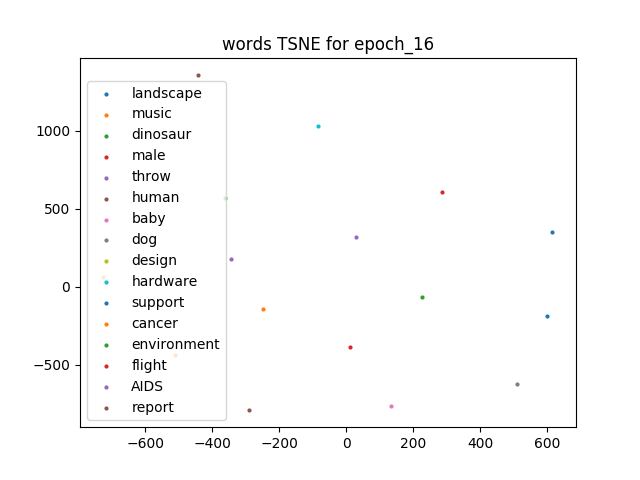 words TSNE for epoch_16
1000
500
0
−500
−600
−400
−200
0
200
400
600
landscape
music
dinosaur
male
throw
human
baby
dog
design
hardware
support
cancer
environment
flight
AIDS
report